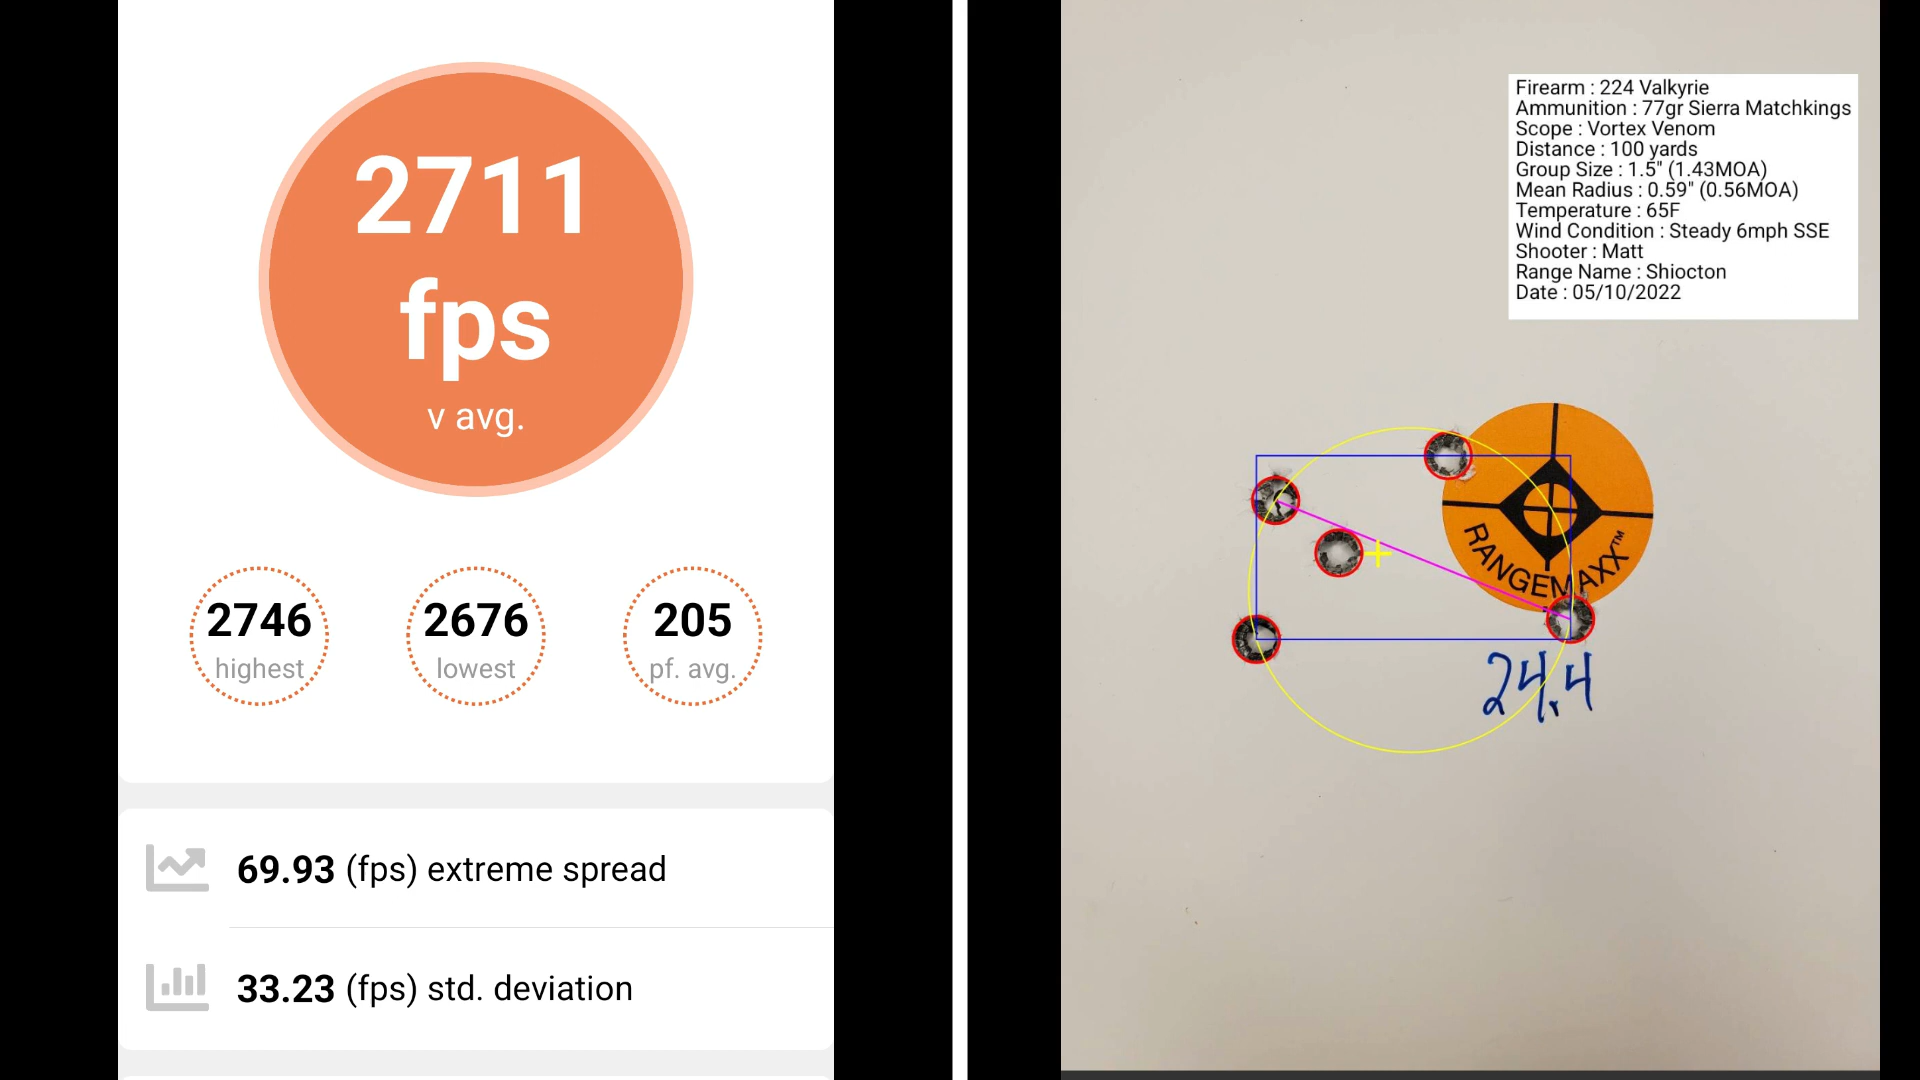 2711
fps
v avg.
2746
highest
2676
lowest
205
pf. avg.
69.93 (fps) extreme spread
33.23 (fps) std. deviation
Firearm : 224 Valkyrie
Ammunition : 77gr Sierra Matchkings
Scope : Vortex Venom
Distance : 100 yards
Group Size : 1.5" (1.43MOA)
Mean Radius : 0.59" (0.56MOA)
Temperature : 65F
Wind Condition : Steady 6mph SSE
Shooter : Matt
Range Name : Shiocton
Date : 05/10/2022
RANGEMAXX™
24.4